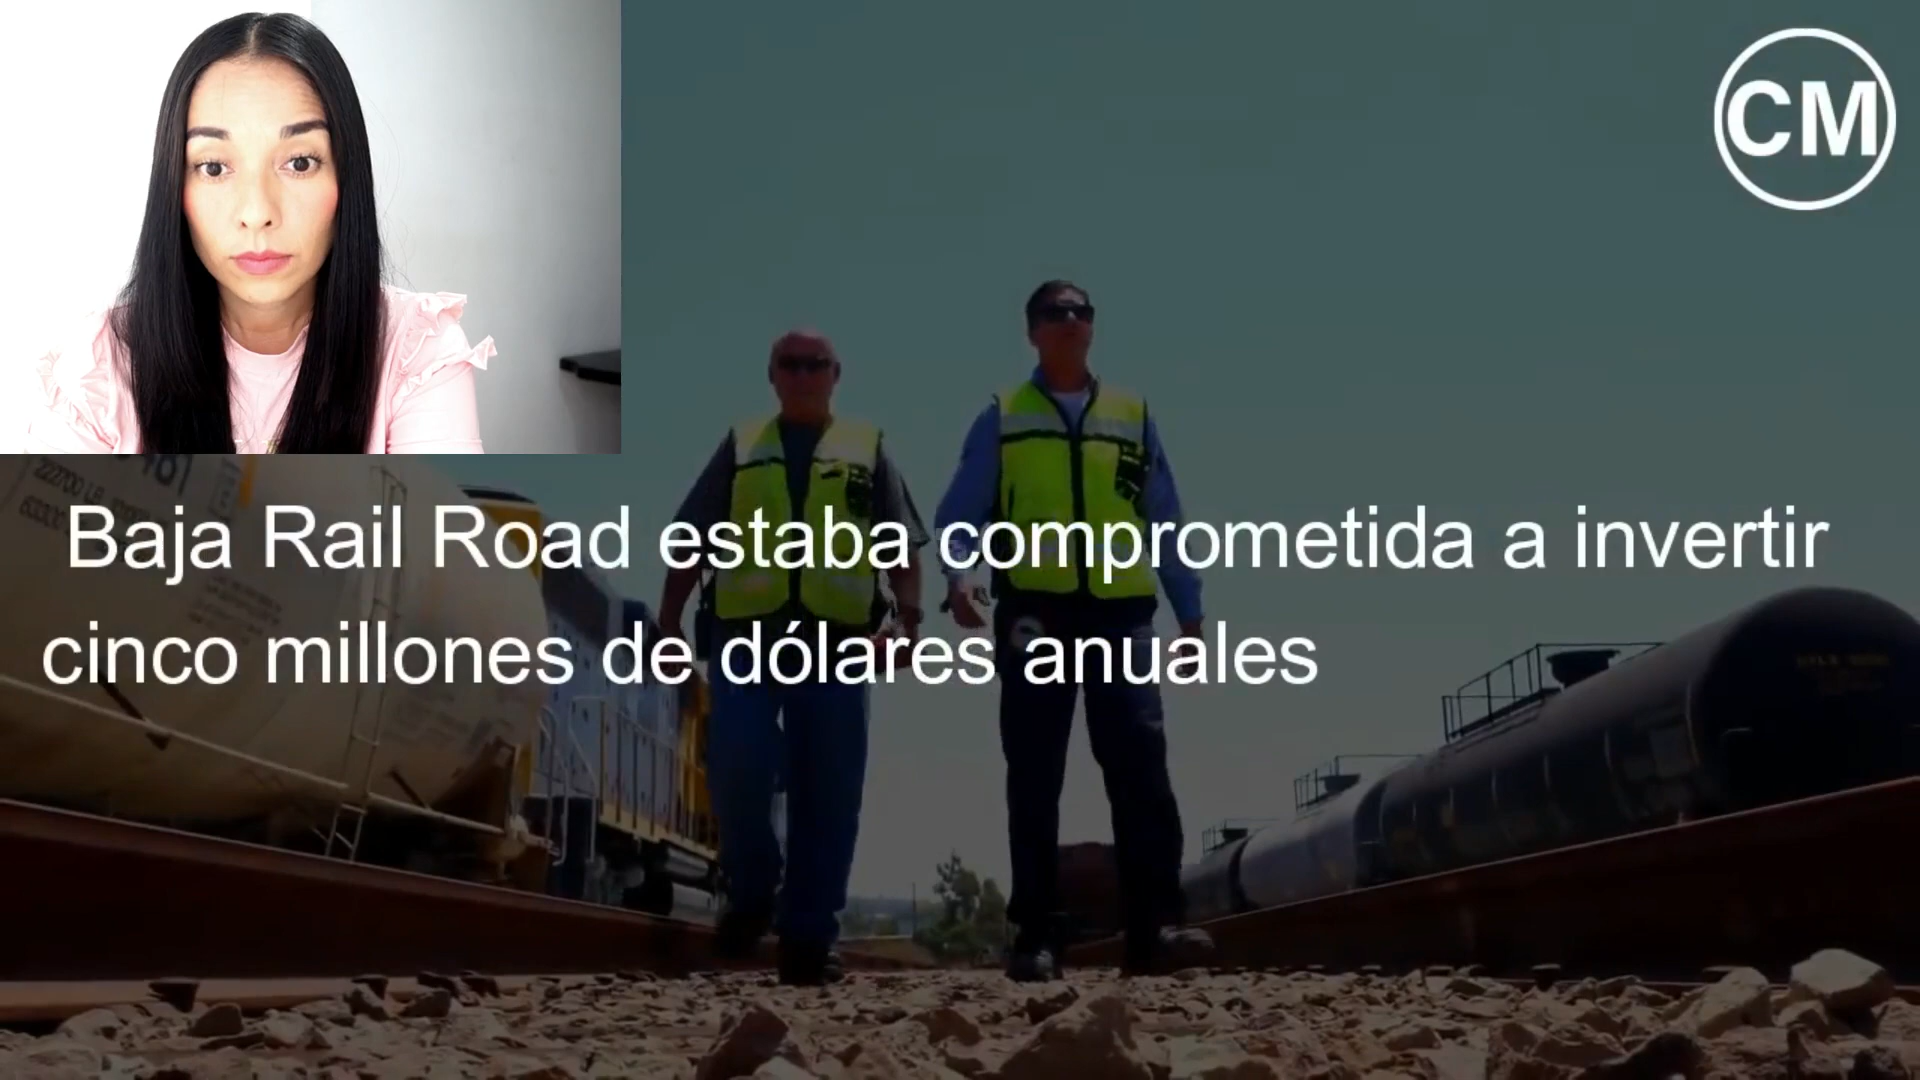 CM
Baja Rail Road estaba comprometida a invertir
cinco millones de dólares anuales